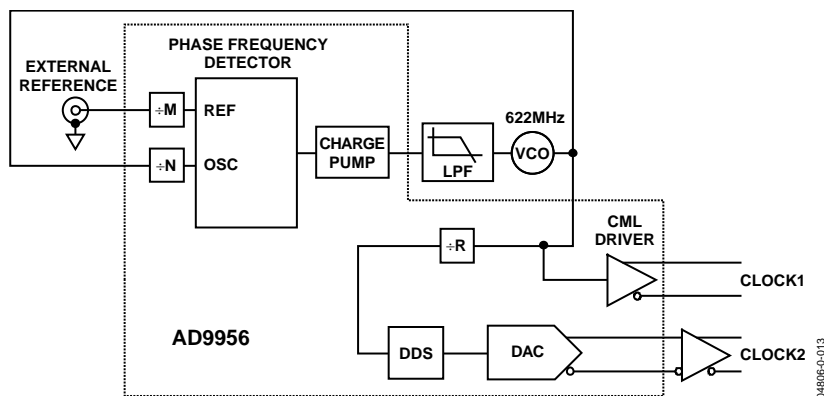 PHASE FREQUENCY
DETECTOR
EXTERNAL
REFERENCE
÷M
REF
622MHz
CHARGE
PUMP
VCO
÷N
OSC
LPF
CML
DRIVER
÷R
CLOCK1
AD9956
DDS
DAC
CLOCK2
04806-0-013